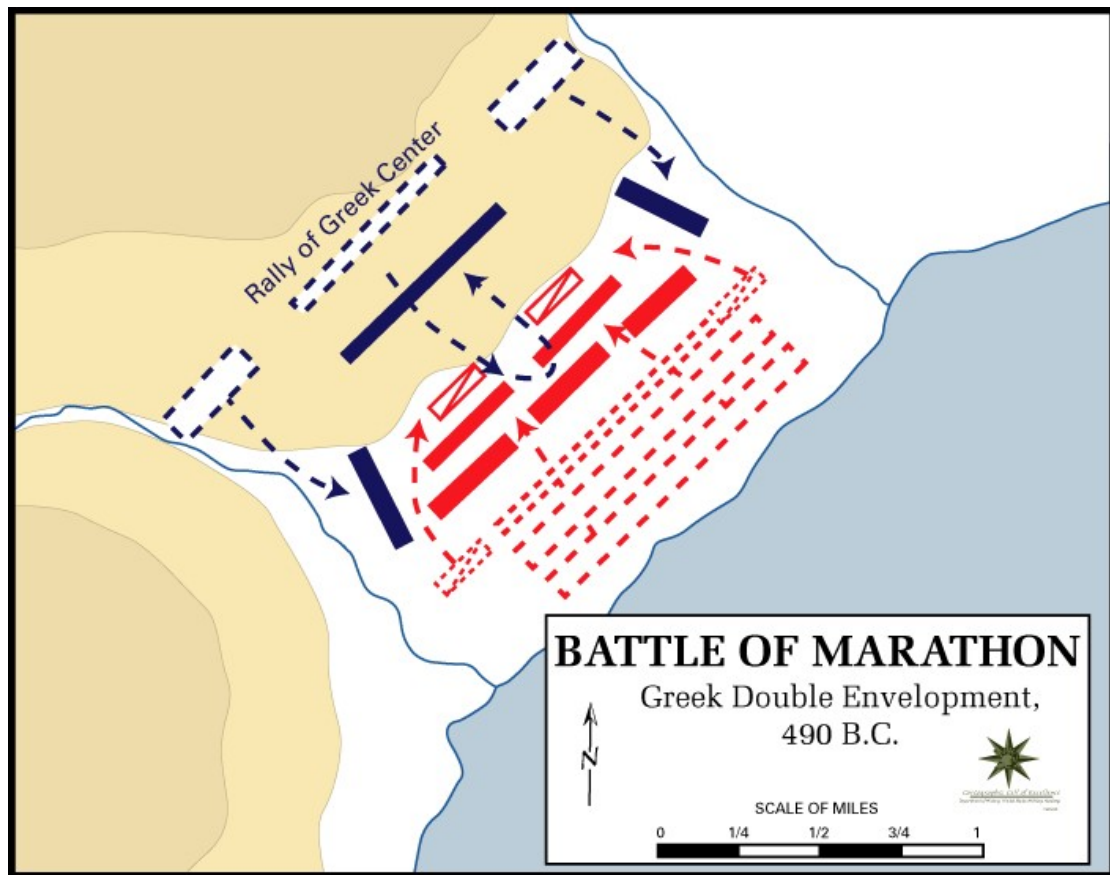 Rally of Greek Center
BATTLE OF MARATHON
Greek Double Envelopment,
490 B.C.
N
SCALE OF MILES
0 1/4 1/2 3/4 1